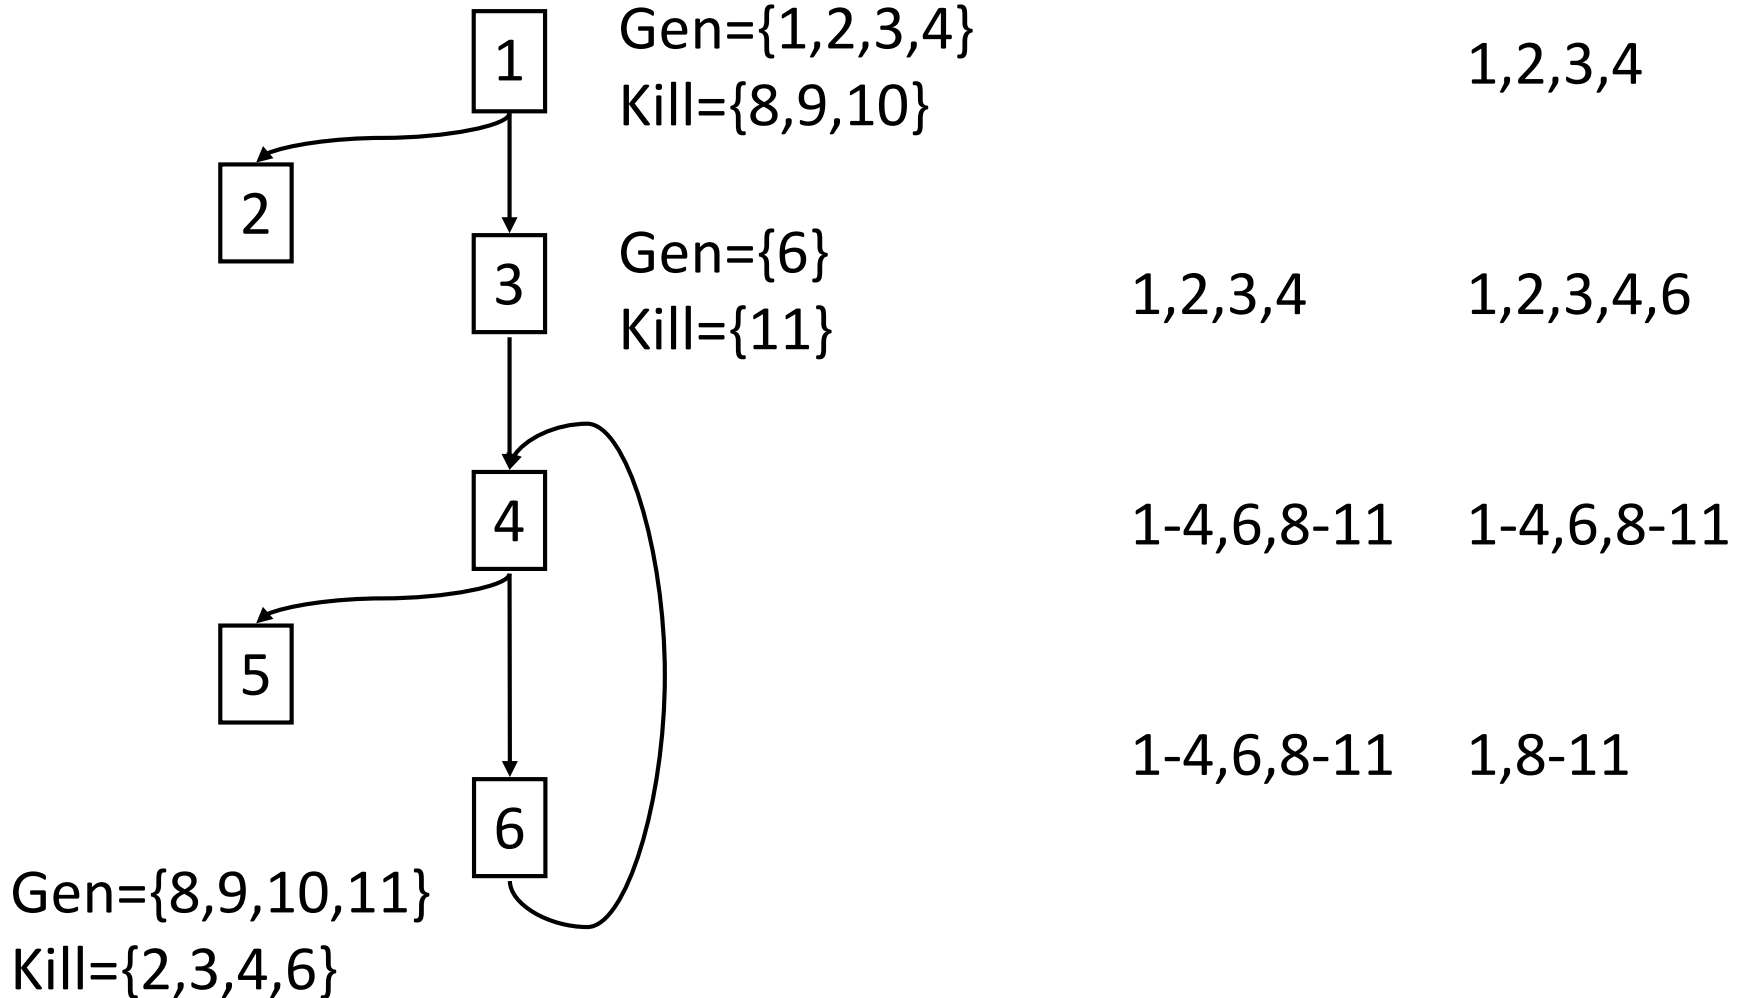 1
Gen={1,2,3,4}
Kill={8,9,10}
1,2,3,4
2
3
Gen={6}
Kill={11}
1,2,3,4
1,2,3,4,6
4
1-4,6,8-11
1-4,6,8-11
5
1-4,6,8-11
1,8-11
6
Gen={8,9,10,11}
Kill={2,3,4,6}